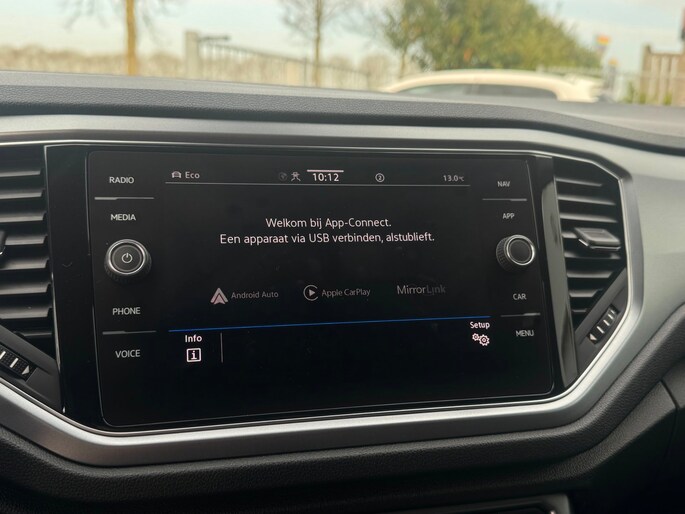 RADIO
MEDIA
PHONE
VOICE
Eco
10:12
13.0°C
Welkom bij App-Connect.
Een apparaat via USB verbinden, alstublieft.
Android Auto
Apple CarPlay
MirrorLink
Info
Setup
NAV
APP
CAR
MENU